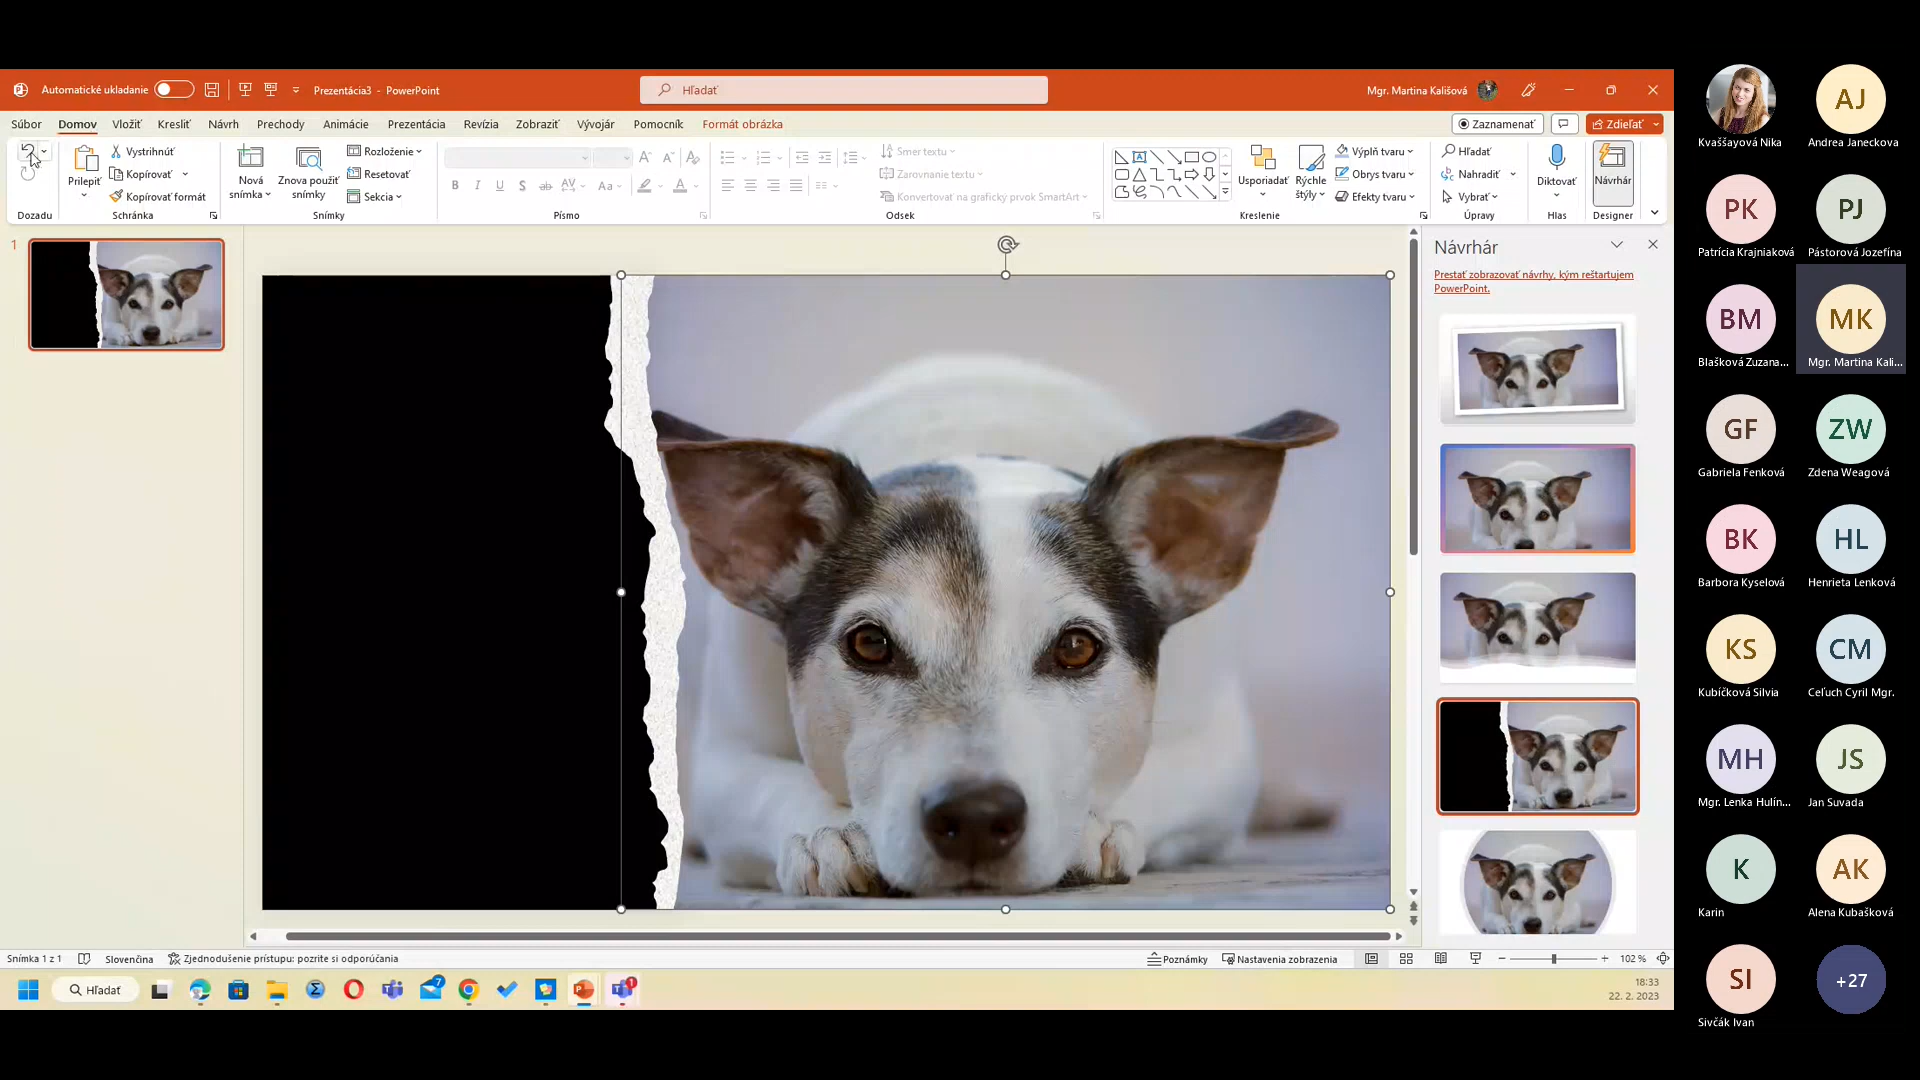 Automatické ukladanie
Prezentácia3 - PowerPoint
Hľadať
Mgr. Martina Kališová
Súbor Domov Vložiť Kresliť Návrh Prechody Animácie Prezentácia Revízia Zobraziť Vývojár Pomocník Formát obrázka
Zaznamenať
Zdieľať
Dozadu
Prilepiť
Vystrihnúť
Kopírovať
Kopírovať formát
Schránka
Nová snímka
Znova použiť snímky
Rozloženie
Resetovať
Sekcia
Snímky
B I U S ab AV Aa A
Písmo
Smer textu
Zarovnanie textu
Konvertovať na grafický prvok SmartArt
Odsek
Usporiadať
Rýchle štýly
Výplň tvaru
Obrys tvaru
Efekty tvaru
Kreslenie
Hľadať
Nahradiť
Vybrať
Úpravy
Diktovať
Hlas
Návrhár
Designer
1
Návrhár
Prestať zobrazovať návrhy, kým reštartujem
PowerPoint.
Snímka 1 z 1
Slovenčina
Zjednodušenie prístupu: pozrite si odporúčania
Poznámky
Nastavenia zobrazenia
102 %
Hľadať
7
1
18:33
22. 2. 2023
Kvaššayová Nika
AJ
Andrea Janeckova
PK
Patrícia Krajniaková
PJ
Pástorová Jozefína
BM
Blašková Zuzana...
MK
Mgr. Martina Kali...
GF
Gabriela Fenková
ZW
Zdena Weagová
BK
Barbora Kyselová
HL
Henrieta Lenková
KS
Kubíčková Silvia
CM
Ceľuch Cyril Mgr.
MH
Mgr. Lenka Hulín...
JS
Jan Suvada
K
Karin
AK
Alena Kubašková
SI
Sivčák Ivan
+27